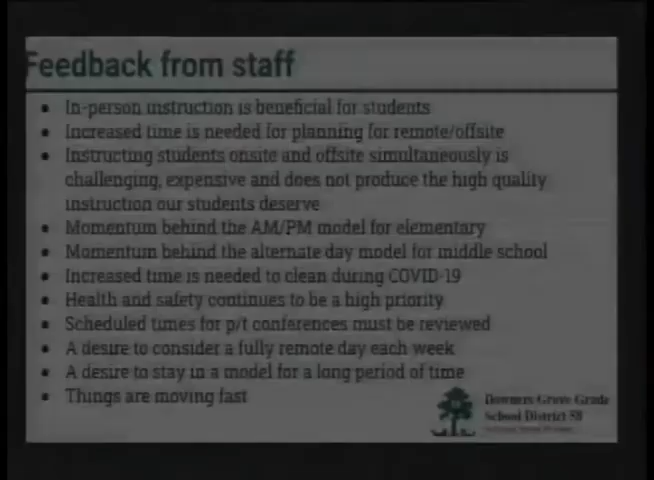 Feedback from staff
• In-person instruction is beneficial for students
• Increased time is needed for planning for remote/offsite
• Instructing students onsite and offsite simultaneously is
challenging, expensive and does not produce the high quality
instruction our students deserve
• Momentum behind the AM/PM model for elementary
• Momentum behind the alternate day model for middle school
• Increased time is needed to clean during COVID-19
• Health and safety continues to be a high priority
• Scheduled times for p/t conferences must be reviewed
• A desire to consider a fully remote day each week
• A desire to stay in a model for a long period of time
• Things are moving fast
Downers Grove Grade
School District 58